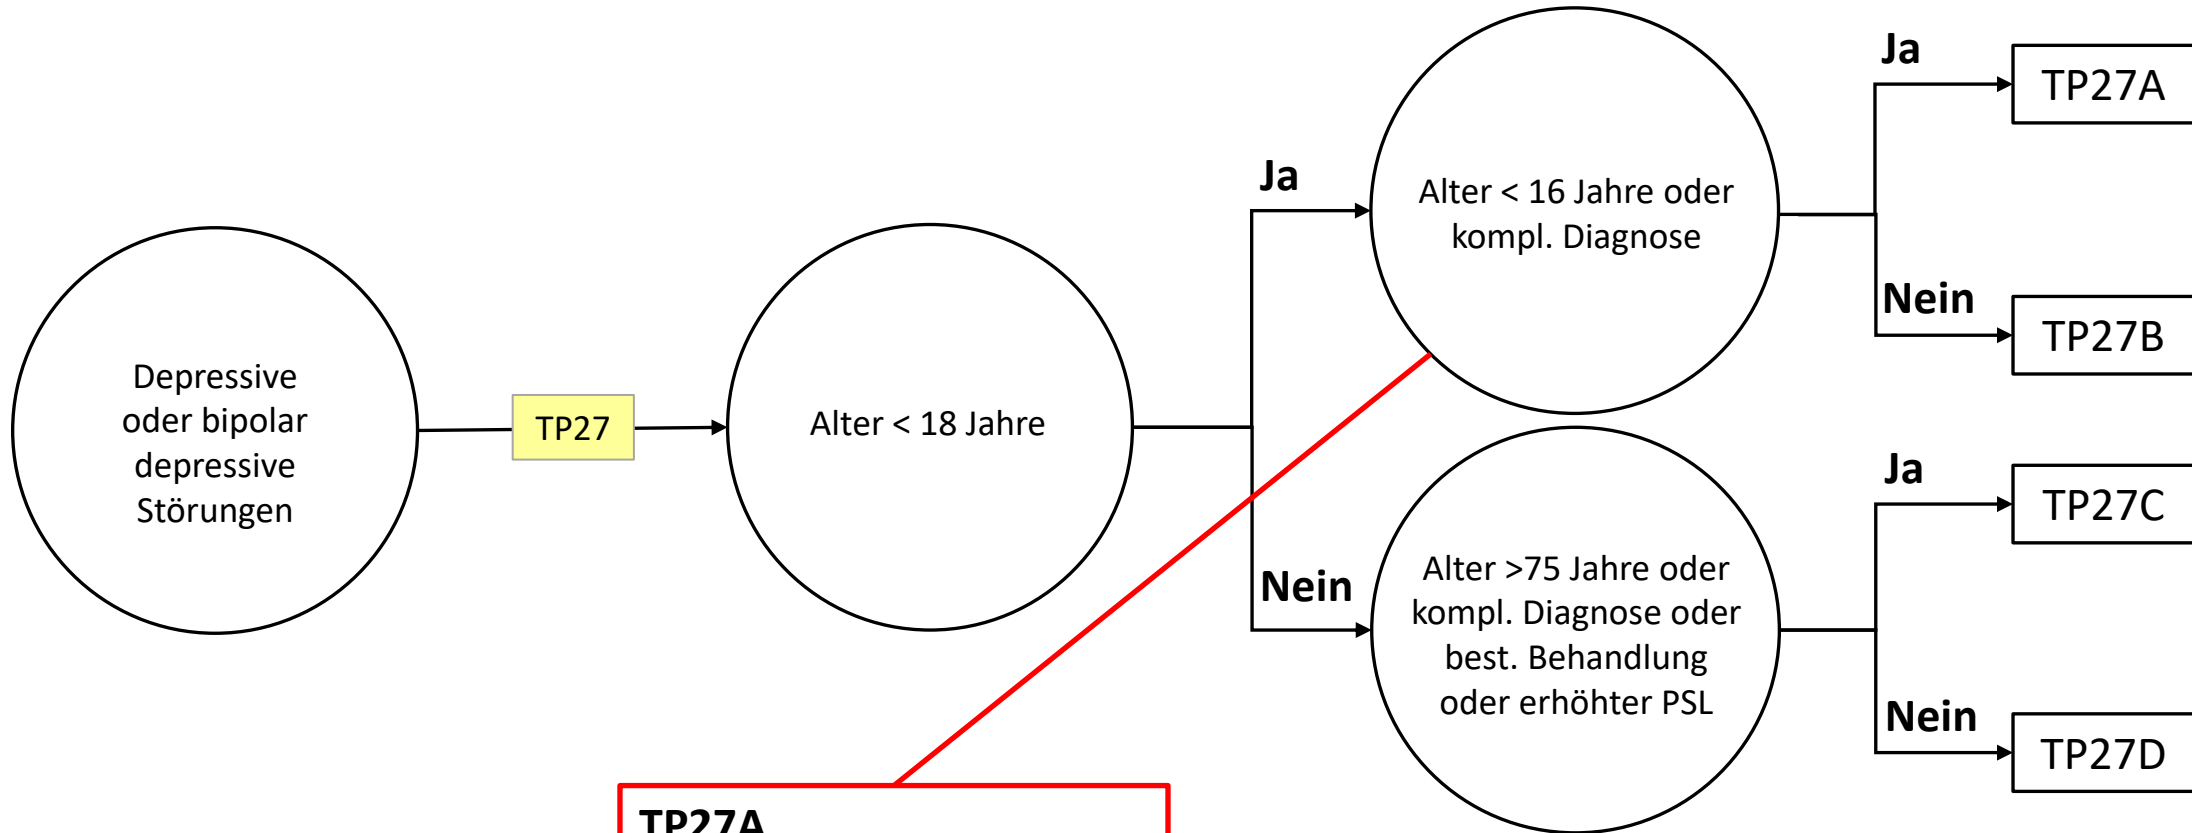 Depressive
oder bipolar
depressive
Störungen
TP27
Alter < 18 Jahre
Ja
Nein
Alter < 16 Jahre oder
kompl. Diagnose
Alter >75 Jahre oder
kompl. Diagnose oder
best. Behandlung
oder erhöhter PSL
Ja
TP27A
Nein
TP27B
Ja
TP27C
Nein
TP27D
TP27A